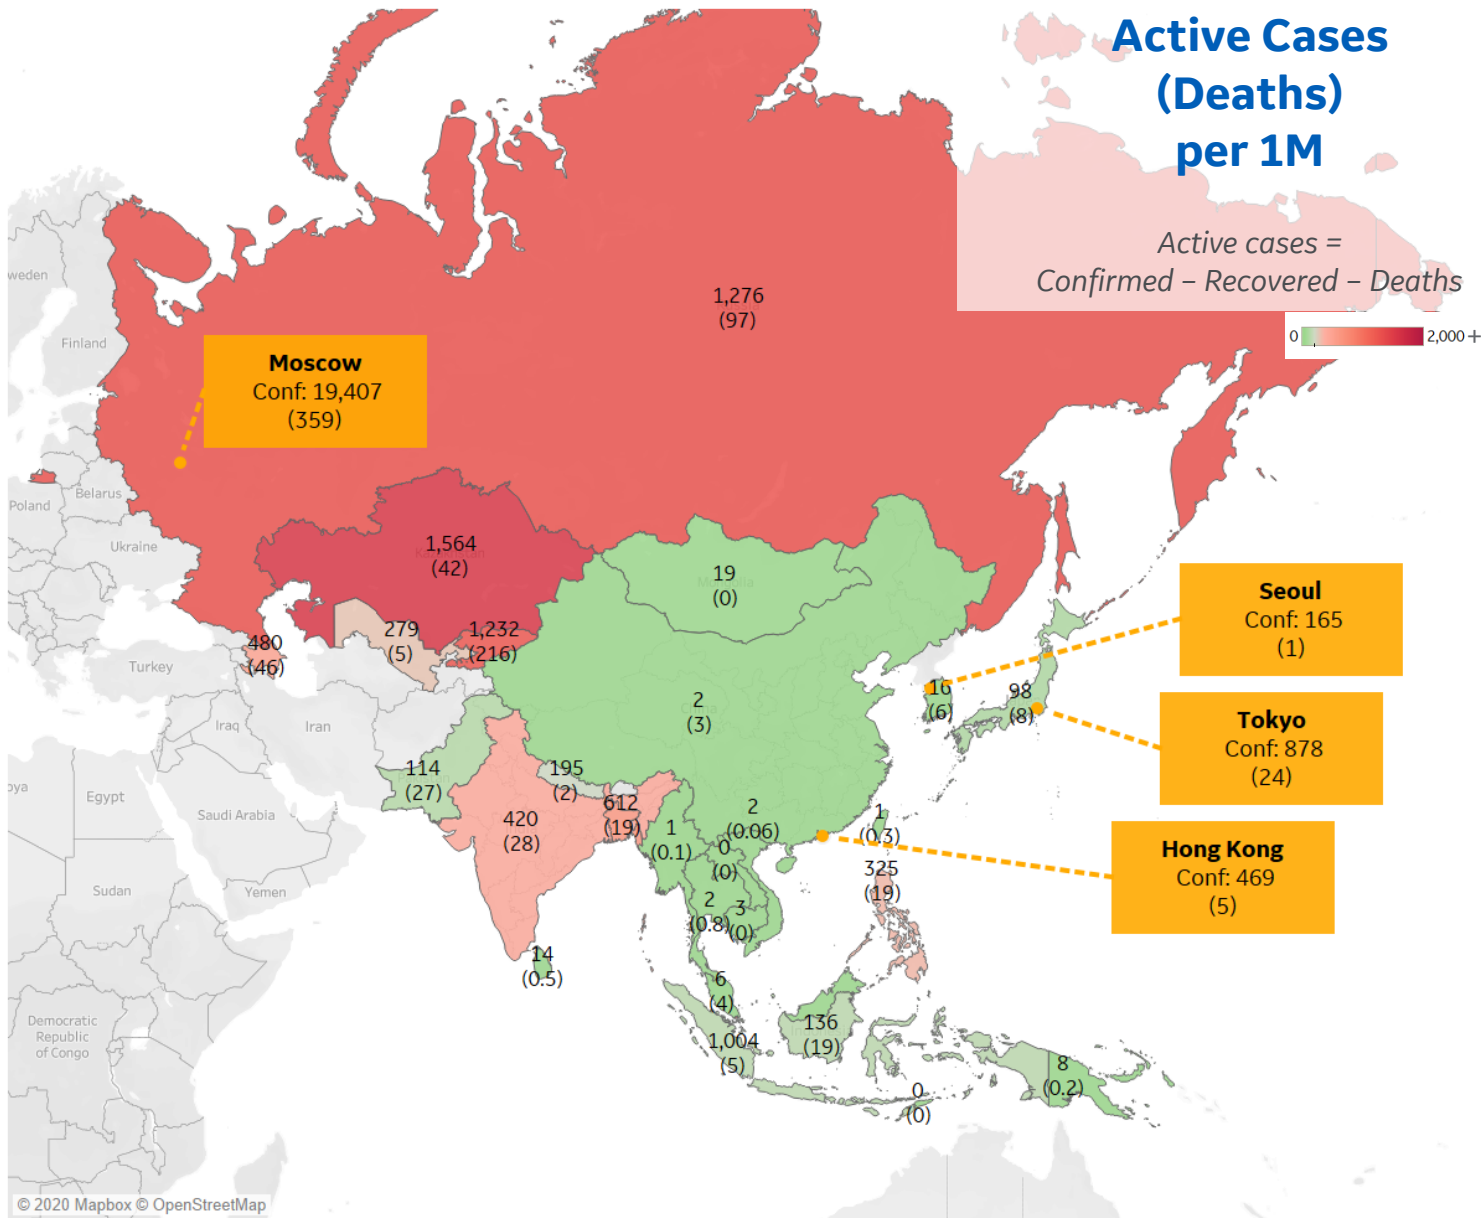 Active Cases
(Deaths)
per 1M
Active cases =
Confirmed – Recovered – Deaths
0
2,000 +
1,276
(97)
weden
Finland
Moscow
Conf: 19,407
(359)
Belarus
Poland
Ukraine
1,564
(42)
Kazakhstan
19
(0)
Mongolia
Seoul
Conf: 165
(1)
480
(46)
279
(5)
1,232
(216)
Turkey
16
(6)
98
(8)
2
(3)
China
Tokyo
Conf: 878
(24)
Iraq
Iran
114
(27)
195
(2)
oya
Egypt
Saudi Arabia
420
(28)
612
(19)
1
(0.1)
2
(0.06)
0
(0)
1
(0.3)
Hong Kong
Conf: 469
(5)
325
(19)
Sudan
Yemen
2
(0.8)
3
(0)
14
(0.5)
6
(4)
Democratic
Republic
of Congo
1,004
(5)
136
(19)
8
(0.2)
0
(0)
© 2020 Mapbox © OpenStreetMap